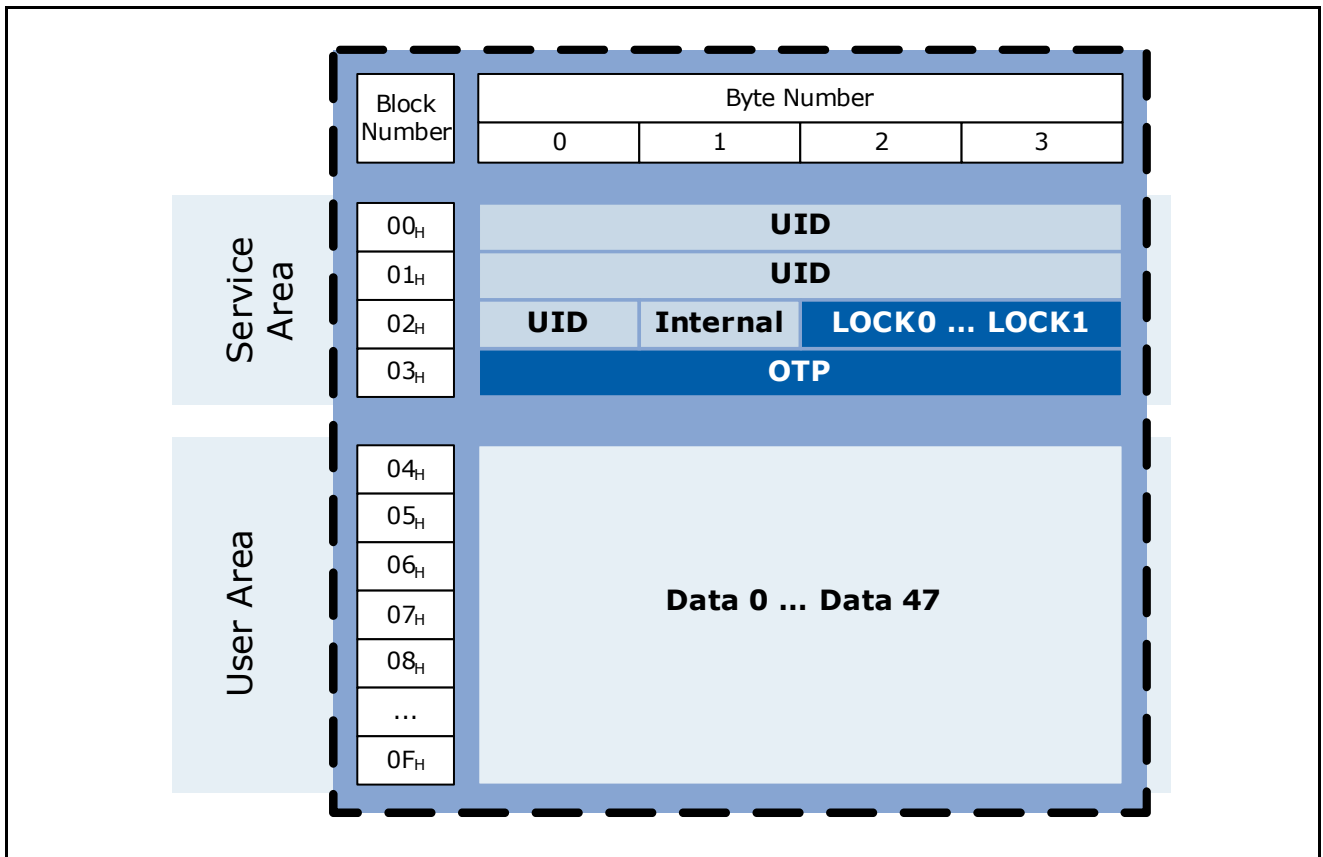 Block
Number
Byte Number
0 1 2 3
Service
Area
00H UID
01H UID
02H UID Internal LOCK0 ... LOCK1
03H OTP
User Area
04H
05H
06H
07H
08H
...
0FH
Data 0 ... Data 47